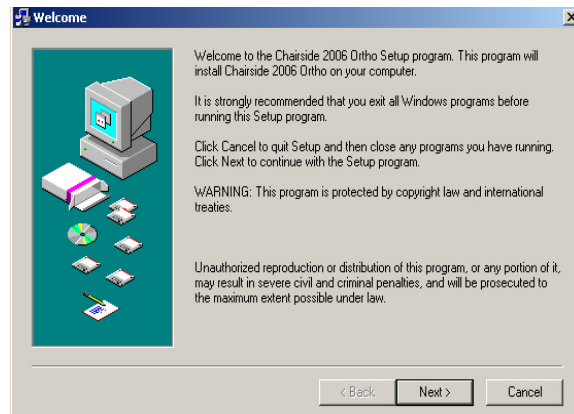 Welcome
Welcome to the Chairside 2006 Ortho Setup program. This program will
install Chairside 2006 Ortho on your computer.
It is strongly recommended that you exit all Windows programs before
running this Setup program.
Click Cancel to quit Setup and then close any programs you have running.
Click Next to continue with the Setup program.
WARNING: This program is protected by copyright law and international
treaties.
Unauthorized reproduction or distribution of this program, or any portion of it,
may result in severe civil and criminal penalties, and will be prosecuted to
the maximum extent possible under law.
< Back Next > Cancel